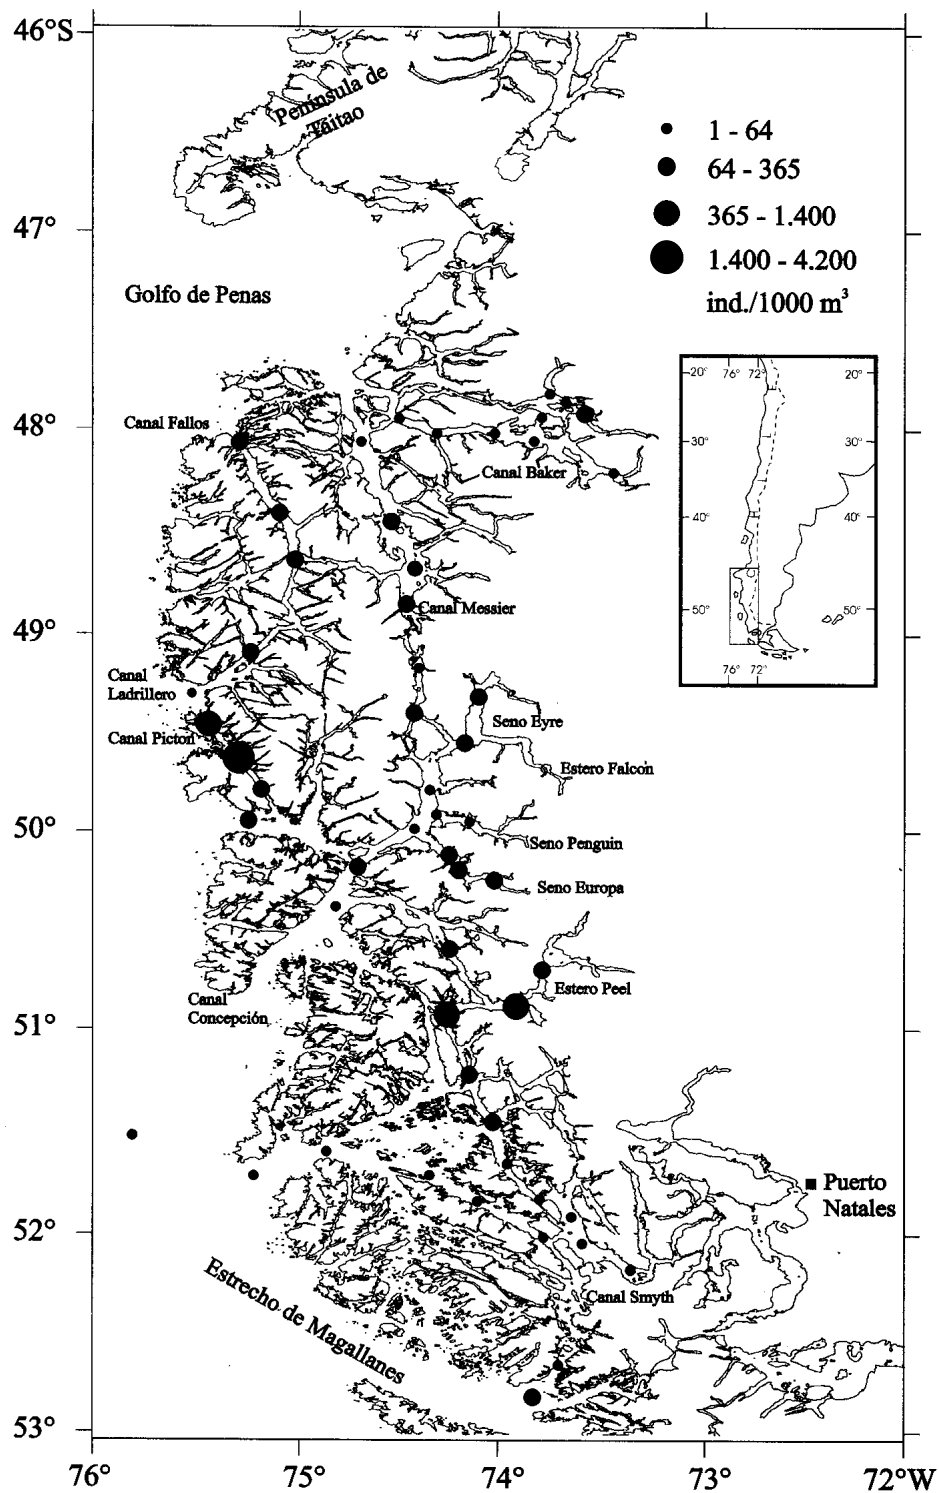 46°S
Península de
Táitao
1 - 64
64 - 365
365 - 1.400
1.400 - 4.200
ind./1000 m³
47°
Golfo de Penas
76° 72°
20° 20°
30° 30°
40° 40°
50° 50°
76° 72°
Canal Fallos
48°
Canal Baker
Canal Messier
49°
Canal
Ladrillero
Canal Picton
Seno Eyre
Estero Falcón
50°
Seno Penguin
Seno Europa
Estero Peel
Canal
Concepción
51°
Puerto
Natales
52°
Estrecho de Magallanes
Canal Smyth
53°
76° 75° 74° 73° 72°W